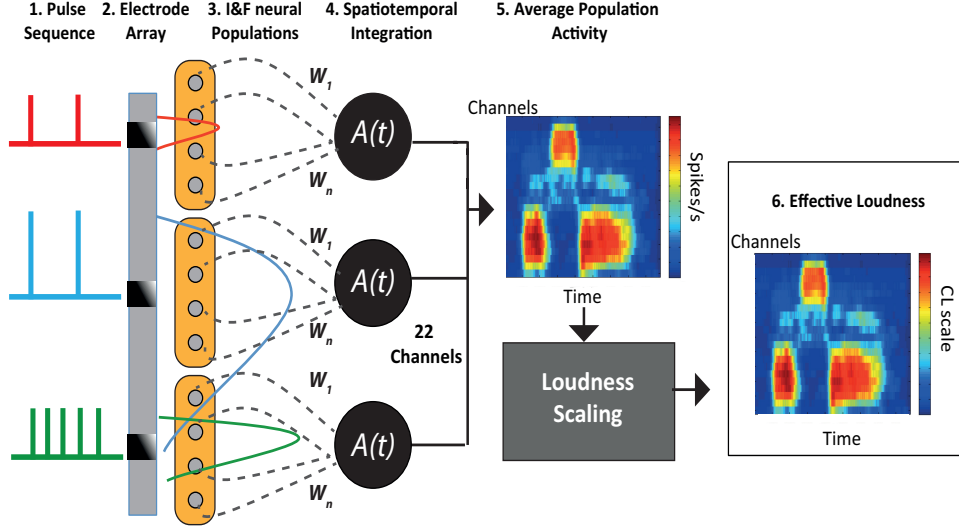 1. Pulse
Sequence
2. Electrode
Array
3. I&F neural
Populations
4. Spatiotemporal
Integration
5. Average Population
Activity
W1
Wn
A(t)
W1
Wn
A(t)
W1
Wn
A(t)
22
Channels
Channels
Spikes/s
Time
Loudness
Scaling
6. Effective Loudness
Channels
CL scale
Time